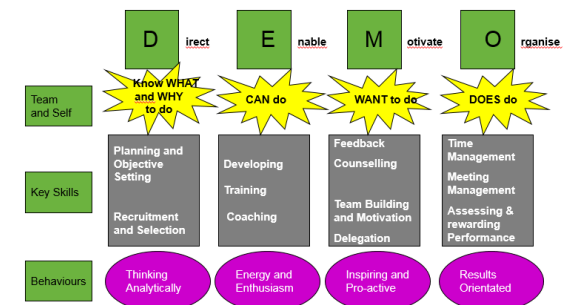 D irect E nable M otivate O rganise
Team
and Self
Know WHAT
and WHY
to do
CAN do
WANT to do
DOES do
Key Skills
Planning and
Objective
Setting
Recruitment
and Selection
Developing
Training
Coaching
Feedback
Counselling
Team Building
and Motivation
Delegation
Time
Management
Meeting
Management
Assessing &
rewarding
Performance
Behaviours
Thinking
Analytically
Energy and
Enthusiasm
Inspiring and
Pro-active
Results
Orientated